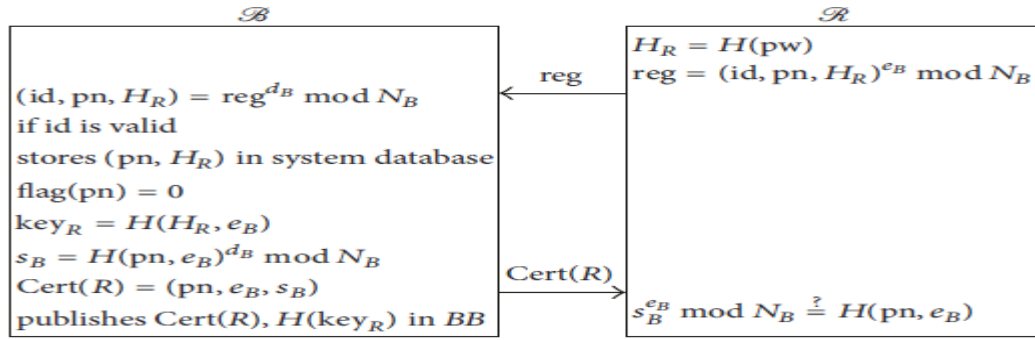 ℬ
(id, pn, H_R) = reg^{d_B} mod N_B
if id is valid
stores (pn, H_R) in system database
flag(pn) = 0
key_R = H(H_R, e_B)
s_B = H(pn, e_B)^{d_B} mod N_B
Cert(R) = (pn, e_B, s_B)
publishes Cert(R), H(key_R) in BB
reg
Cert(R)
ℛ
H_R = H(pw)
reg = (id, pn, H_R)^{e_B} mod N_B
s_B^{e_B} mod N_B ≟ H(pn, e_B)